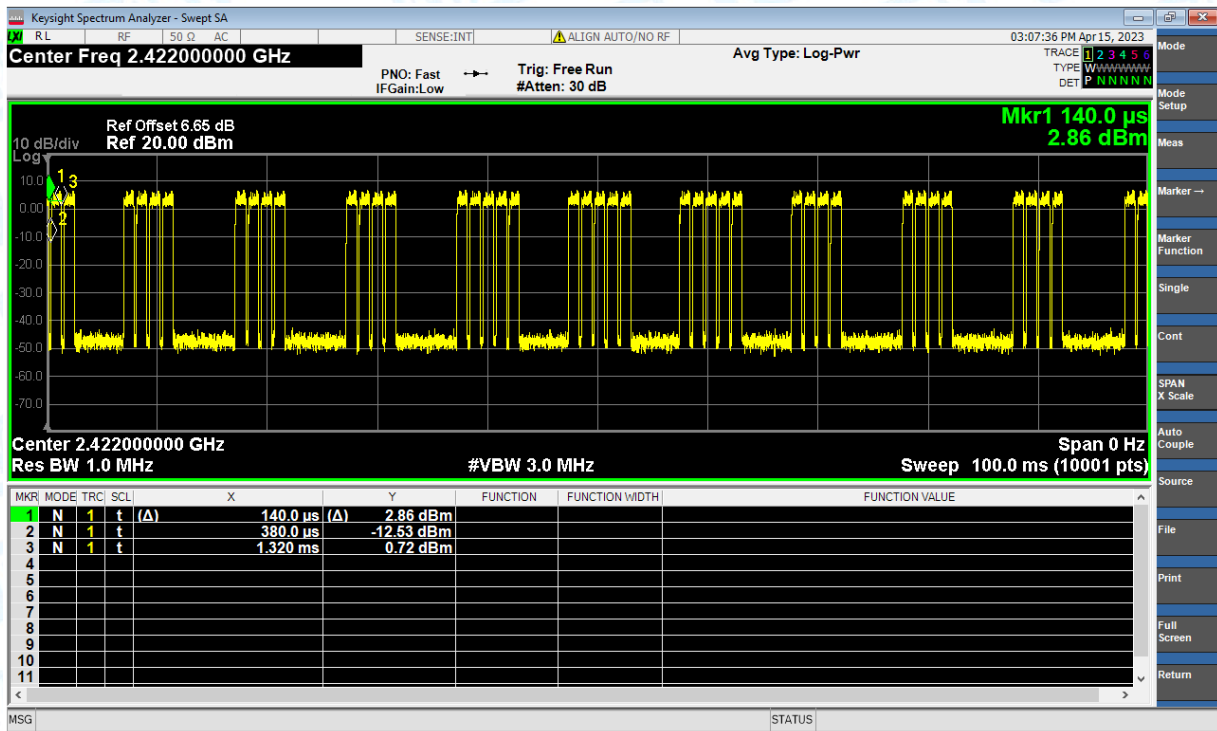 Keysight Spectrum Analyzer - Swept SA
LXI RL RF 50 Ω AC SENSE:INT ALIGN AUTO/NO RF 03:07:36 PM Apr 15, 2023
Center Freq 2.422000000 GHz Avg Type: Log-Pwr TRACE 1 2 3 4 5 6
PNO: Fast Trig: Free Run TYPE WWWWWW
IFGain:Low #Atten: 30 dB DET P N N N N N
Mkr1 140.0 µs
2.86 dBm
Ref Offset 6.65 dB
10 dB/div Ref 20.00 dBm
Log
10.0
0.00
-10.0
-20.0
-30.0
-40.0
-50.0
-60.0
-70.0
1
3
2
Center 2.422000000 GHz Span 0 Hz
Res BW 1.0 MHz #VBW 3.0 MHz Sweep 100.0 ms (10001 pts)
MKR MODE TRC SCL X Y FUNCTION FUNCTION WIDTH FUNCTION VALUE
1 N 1 t (Δ) 140.0 µs (Δ) 2.86 dBm
2 N 1 t 380.0 µs -12.53 dBm
3 N 1 t 1.320 ms 0.72 dBm
4
5
6
7
8
9
10
11
MSG STATUS
Mode
Mode
Setup
Meas
Marker →
Marker
Function
Single
Cont
SPAN
X Scale
Auto
Couple
Source
File
Print
Full
Screen
Return